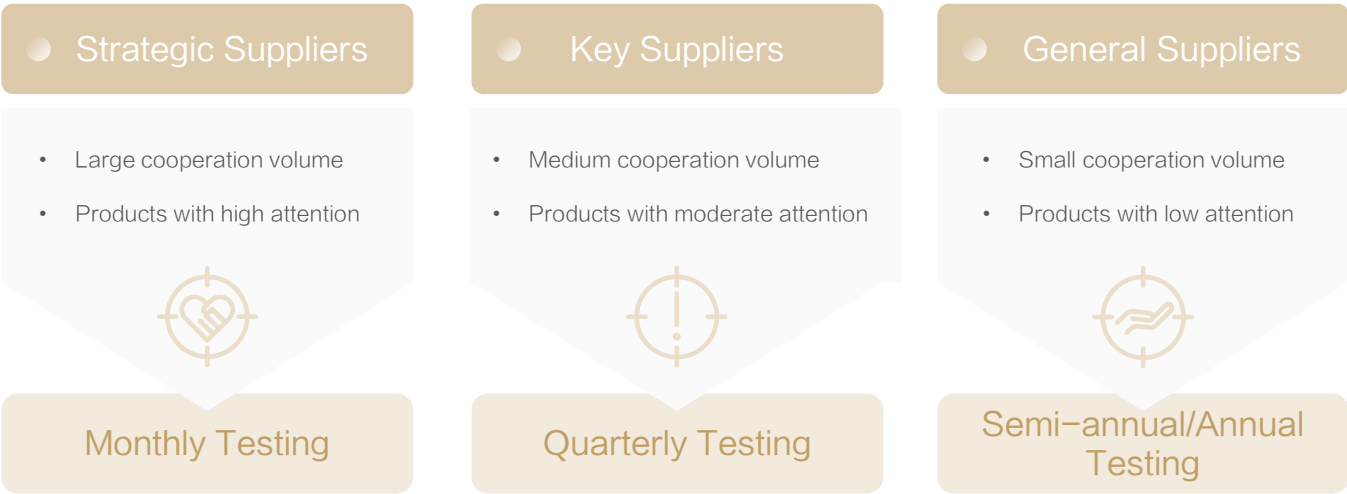 Strategic Suppliers
• Large cooperation volume
• Products with high attention
Monthly Testing
Key Suppliers
• Medium cooperation volume
• Products with moderate attention
Quarterly Testing
General Suppliers
• Small cooperation volume
• Products with low attention
Semi-annual/Annual
Testing